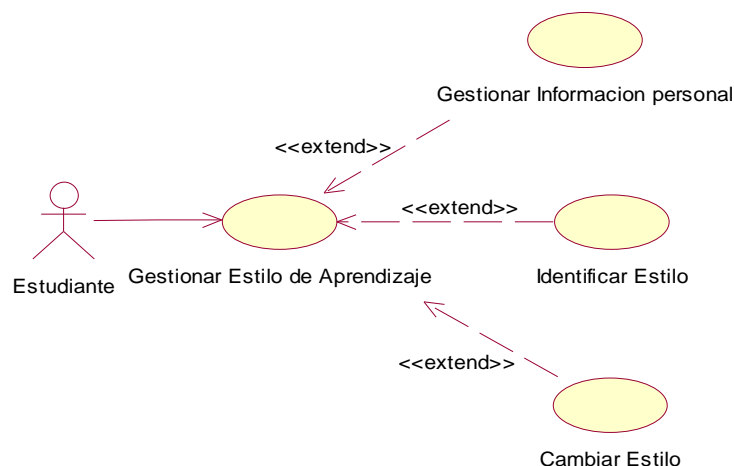 Gestionar Informacion personal
<<extend>>
<<extend>>
Estudiante
Gestionar Estilo de Aprendizaje
Identificar Estilo
<<extend>>
Cambiar Estilo